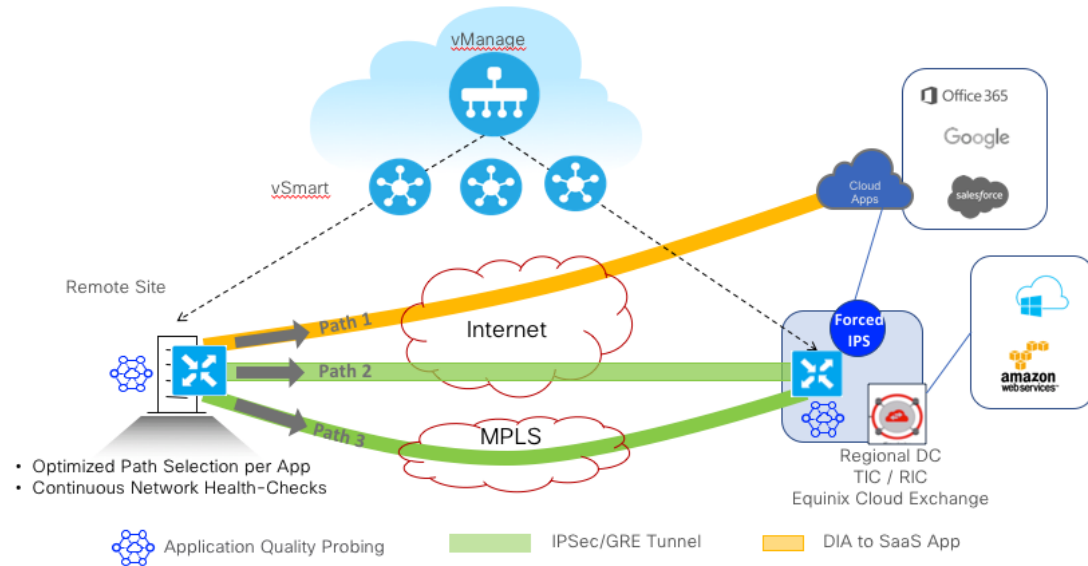 vManage
vSmart
Office 365
Google
salesforce
Cloud
Apps
Remote Site
Path 1
Internet
Path 2
Path 3
MPLS
Forced
IPS
amazon
webservices™
• Optimized Path Selection per App
• Continuous Network Health-Checks
Regional DC
TIC / RIC
Equinix Cloud Exchange
Application Quality Probing
IPSec/GRE Tunnel
DIA to SaaS App